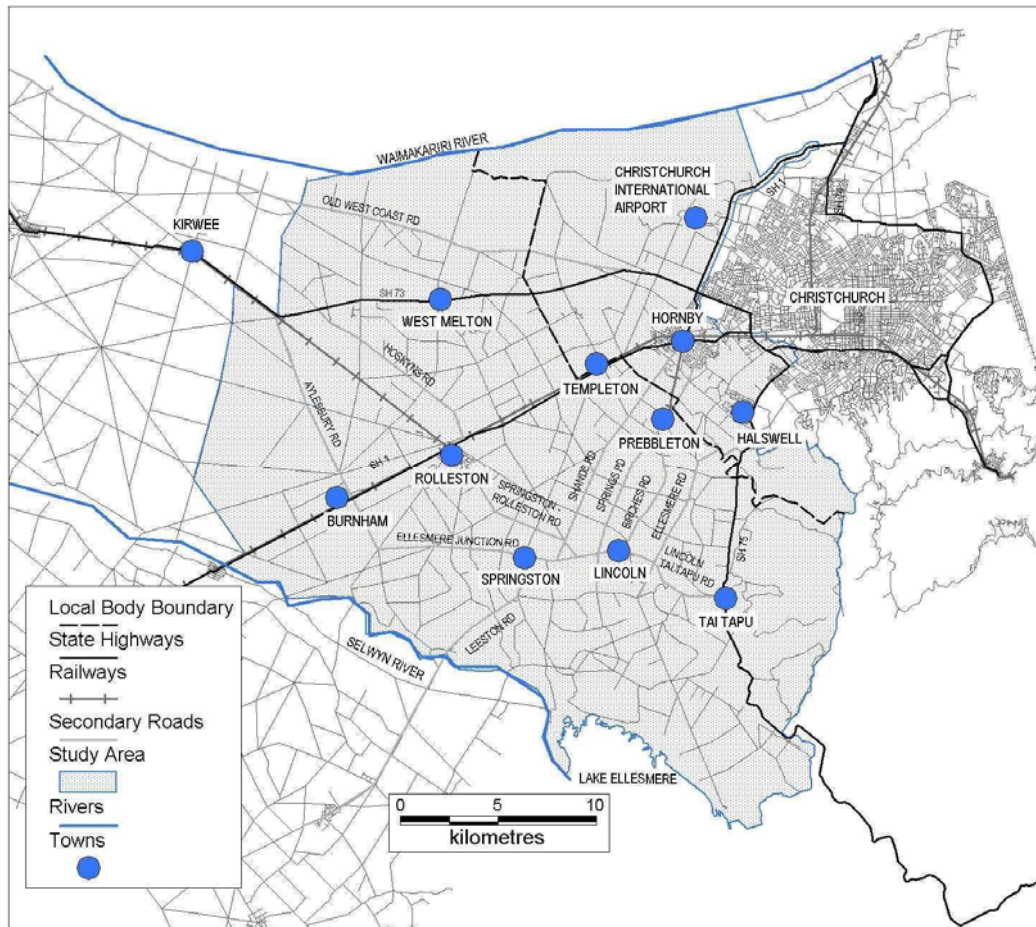 WAIMAKARIRI RIVER
CHRISTCHURCH
INTERNATIONAL
AIRPORT
SH 1
SH 74
OLD WEST COAST RD
KIRWEE
SH 73
WEST MELTON
HORNBY
CHRISTCHURCH
HOSKYNS RD
TEMPLETON
AYLESBURY RD
PREBBLETON
HALSWELL
SH 1
ROLLESTON
SHANDS RD
SPRINGS RD
BIRCHES RD
ELLESMERE RD
SPRINGSTON -
ROLLESTON RD
BURNHAM
ELLESMERE JUNCTION RD
SPRINGSTON
LINCOLN
LINCOLN
TAITAPU RD
SH 75
TAI TAPU
LEESTON RD
SELWYN RIVER
LAKE ELLESMERE
Local Body Boundary
State Highways
Railways
Secondary Roads
Study Area
Rivers
Towns
0 5 10
kilometres